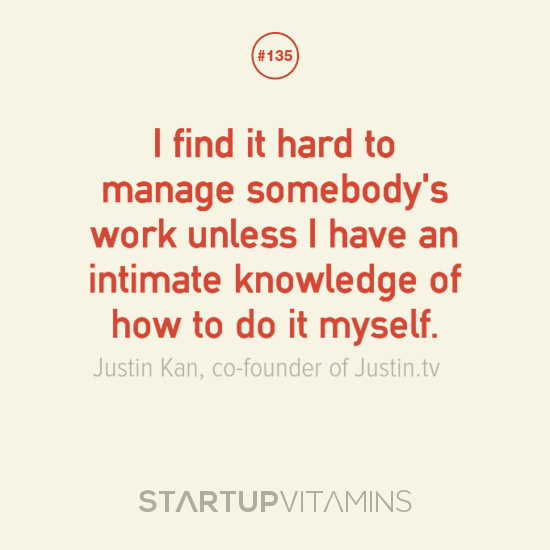 #135
I find it hard to
manage somebody's
work unless I have an
intimate knowledge of
how to do it myself.
Justin Kan, co-founder of Justin.tv
STARTUPVITAMINS